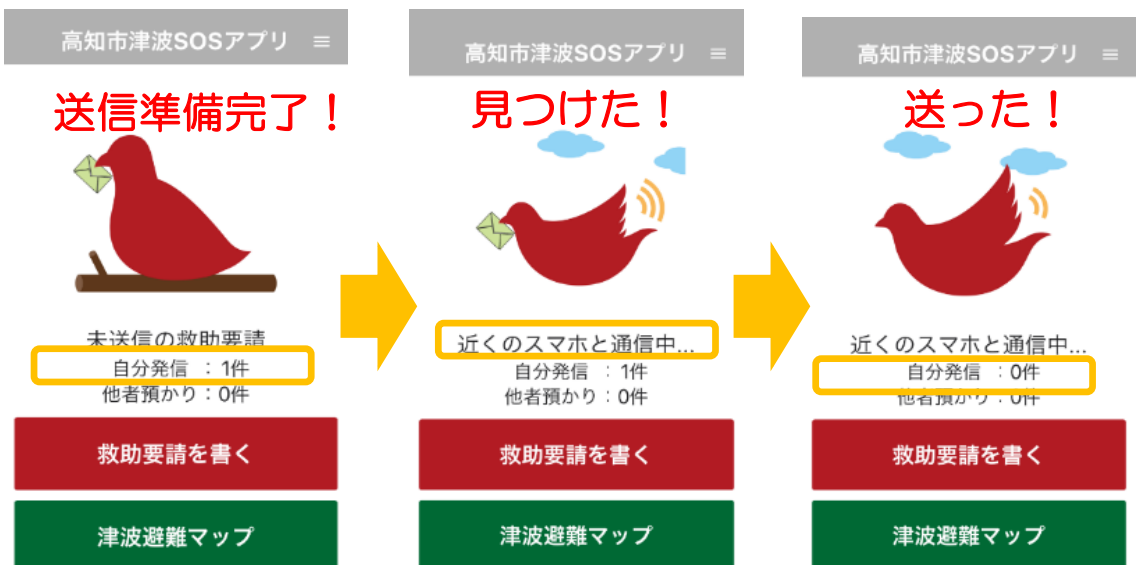 高知市津波SOSアプリ ≡
送信準備完了！
未送信の救助要請
自分発信 ：1件
他者預かり：0件
救助要請を書く
津波避難マップ
高知市津波SOSアプリ ≡
見つけた！
近くのスマホと通信中...
自分発信 ：1件
他者預かり：0件
救助要請を書く
津波避難マップ
高知市津波SOSアプリ ≡
送った！
近くのスマホと通信中...
自分発信 ：0件
他者預かり：0件
救助要請を書く
津波避難マップ